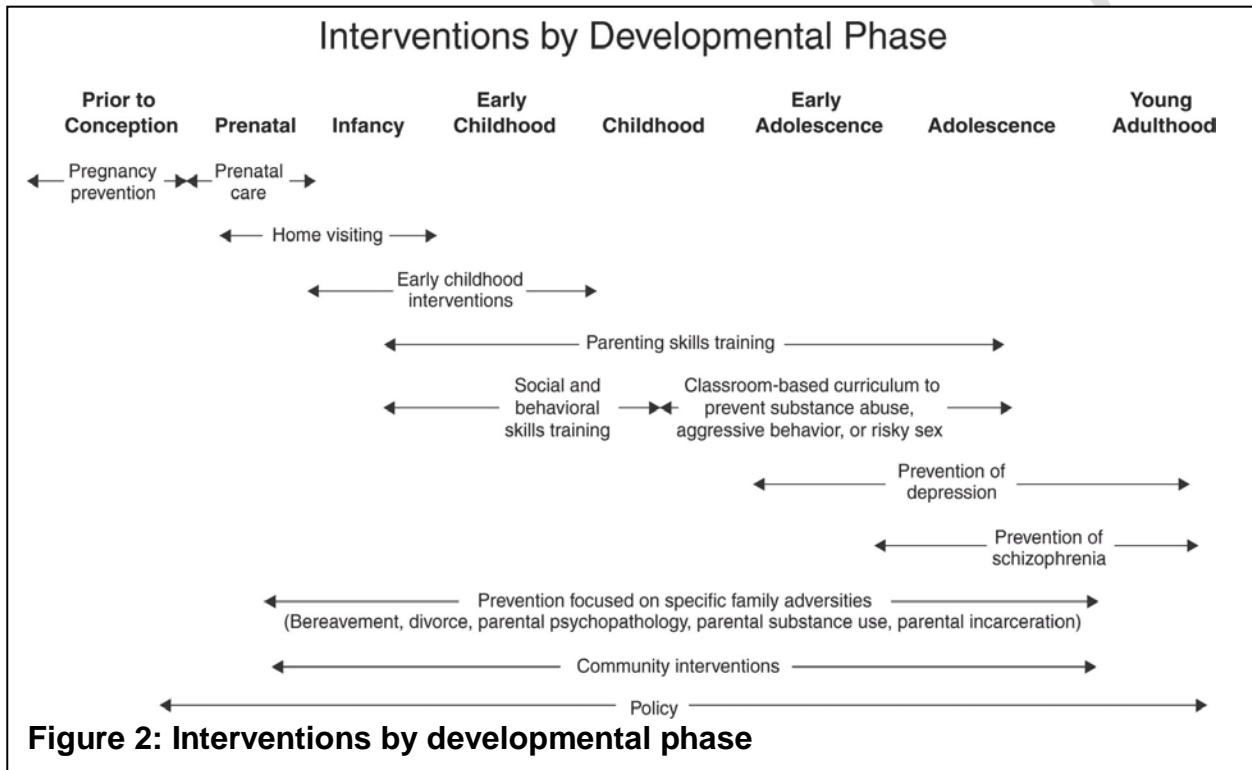 Interventions by Developmental Phase
Prior to
Conception
Prenatal
Infancy
Early
Childhood
Childhood
Early
Adolescence
Adolescence
Young
Adulthood
Pregnancy
prevention
Prenatal
care
Home visiting
Early childhood
interventions
Parenting skills training
Social and
behavioral
skills training
Classroom-based curriculum to
prevent substance abuse,
aggressive behavior, or risky sex
Prevention of
depression
Prevention of
schizophrenia
Prevention focused on specific family adversities
(Bereavement, divorce, parental psychopathology, parental substance use, parental incarceration)
Community interventions
Policy
Figure 2: Interventions by developmental phase